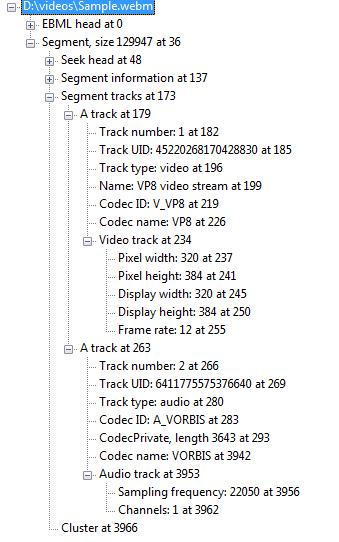 D:\videos\Sample.webm
EBML head at 0
Segment, size 129947 at 36
Seek head at 48
Segment information at 137
Segment tracks at 173
A track at 179
Track number: 1 at 182
Track UID: 45220268170428830 at 185
Track type: video at 196
Name: VP8 video stream at 199
Codec ID: V_VP8 at 219
Codec name: VP8 at 226
Video track at 234
Pixel width: 320 at 237
Pixel height: 384 at 241
Display width: 320 at 245
Display height: 384 at 250
Frame rate: 12 at 255
A track at 263
Track number: 2 at 266
Track UID: 6411775575376640 at 269
Track type: audio at 280
Codec ID: A_VORBIS at 283
CodecPrivate, length 3643 at 293
Codec name: VORBIS at 3942
Audio track at 3953
Sampling frequency: 22050 at 3956
Channels: 1 at 3962
Cluster at 3966